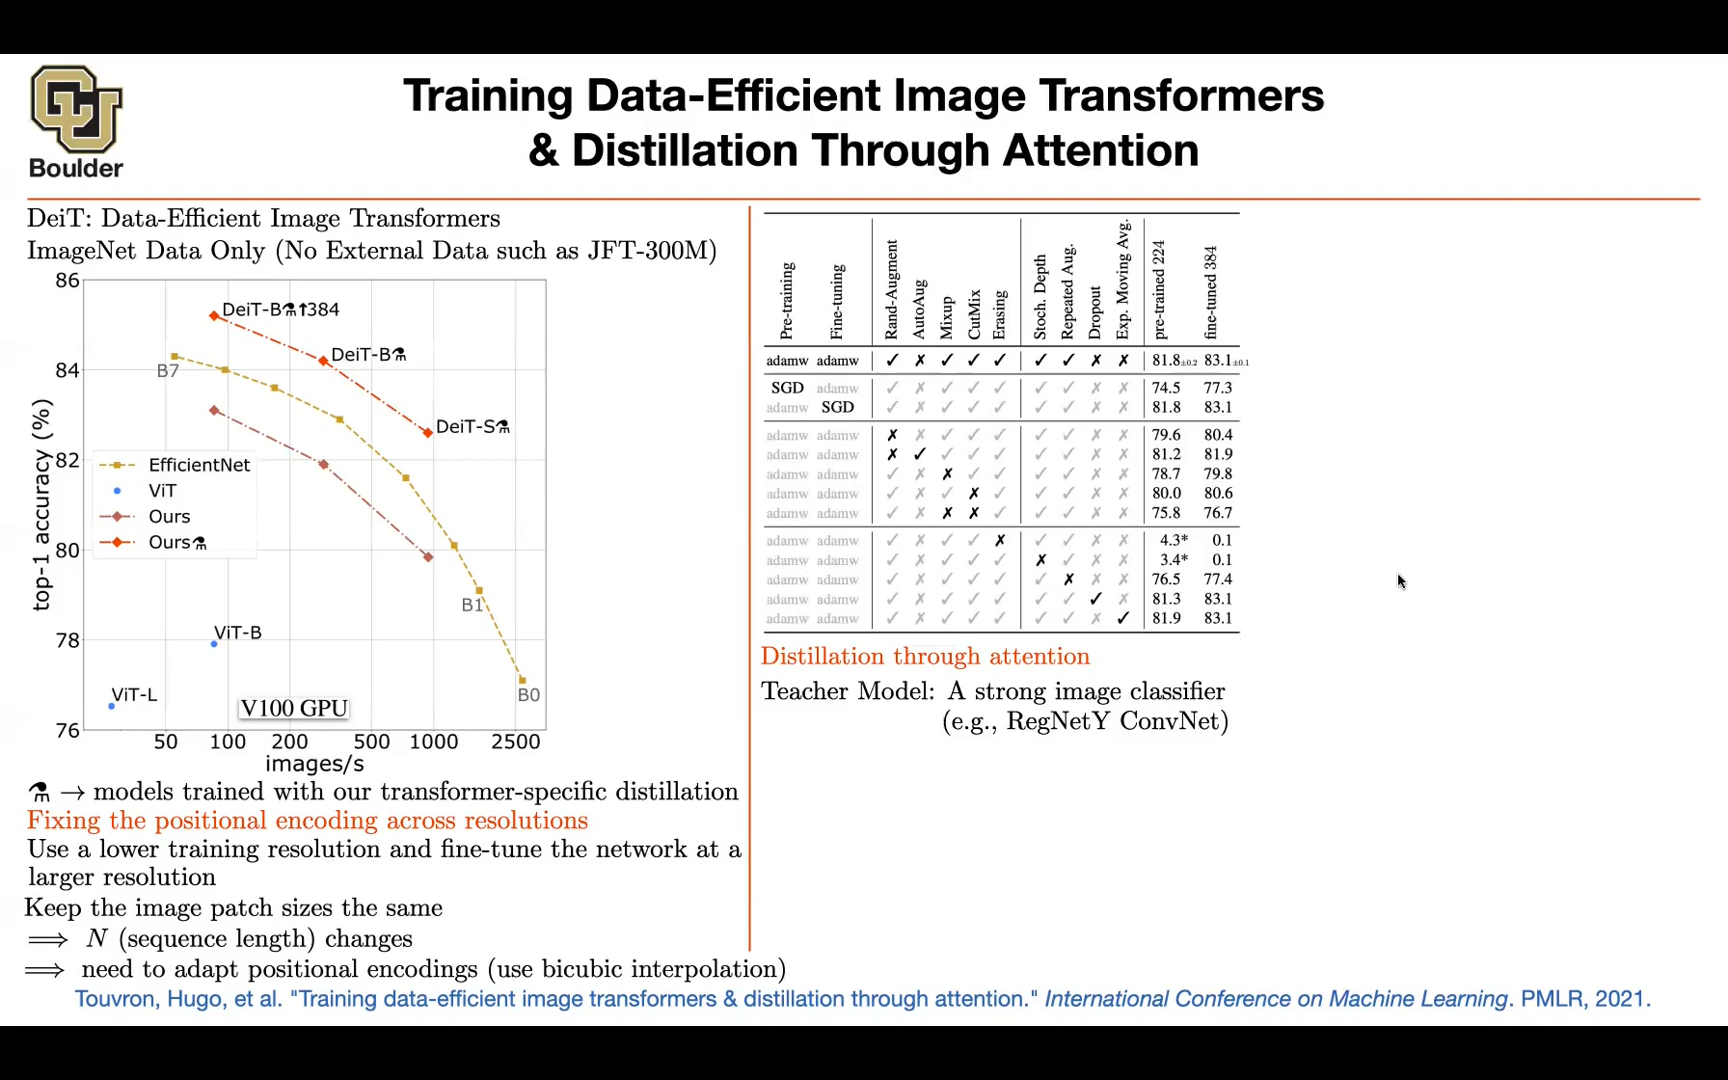 CU
Boulder
Training Data-Efficient Image Transformers
& Distillation Through Attention
DeiT: Data-Efficient Image Transformers
ImageNet Data Only (No External Data such as JFT-300M)
86
84
82
80
78
76
top-1 accuracy (%)
DeiT-B⚗↑384
DeiT-B⚗
DeiT-S⚗
B7
B1
B0
EfficientNet
ViT
Ours
Ours⚗
ViT-B
ViT-L
V100 GPU
50 100 200 500 1000 2500
images/s
⚗ → models trained with our transformer-specific distillation
Fixing the positional encoding across resolutions
Use a lower training resolution and fine-tune the network at a
larger resolution
Keep the image patch sizes the same
⟹ N (sequence length) changes
⟹ need to adapt positional encodings (use bicubic interpolation)
Pre-training Fine-tuning Rand-Augment AutoAug Mixup CutMix Erasing Stoch. Depth Repeated Aug. Dropout Exp. Moving Avg. pre-trained 224 fine-tuned 384
adamw adamw ✓ ✗ ✓ ✓ ✓ ✓ ✓ ✗ ✗ 81.8±0.2 83.1±0.1
SGD adamw ✓ ✗ ✓ ✓ ✓ ✓ ✓ ✗ ✗ 74.5 77.3
adamw SGD ✓ ✗ ✓ ✓ ✓ ✓ ✓ ✗ ✗ 81.8 83.1
adamw adamw ✗ ✗ ✓ ✓ ✓ ✓ ✓ ✗ ✗ 79.6 80.4
adamw adamw ✗ ✓ ✓ ✓ ✓ ✓ ✓ ✗ ✗ 81.2 81.9
adamw adamw ✓ ✗ ✗ ✓ ✓ ✓ ✓ ✗ ✗ 78.7 79.8
adamw adamw ✓ ✗ ✓ ✗ ✓ ✓ ✓ ✗ ✗ 80.0 80.6
adamw adamw ✓ ✗ ✗ ✗ ✓ ✓ ✓ ✗ ✗ 75.8 76.7
adamw adamw ✓ ✗ ✓ ✓ ✗ ✓ ✓ ✗ ✗ 4.3* 0.1
adamw adamw ✓ ✗ ✓ ✓ ✓ ✗ ✓ ✗ ✗ 3.4* 0.1
adamw adamw ✓ ✗ ✓ ✓ ✓ ✓ ✗ ✗ ✗ 76.5 77.4
adamw adamw ✓ ✗ ✓ ✓ ✓ ✓ ✓ ✓ ✗ 81.3 83.1
adamw adamw ✓ ✗ ✓ ✓ ✓ ✓ ✓ ✗ ✓ 81.9 83.1
Distillation through attention
Teacher Model: A strong image classifier
(e.g., RegNetY ConvNet)
Touvron, Hugo, et al. "Training data-efficient image transformers & distillation through attention." International Conference on Machine Learning. PMLR, 2021.